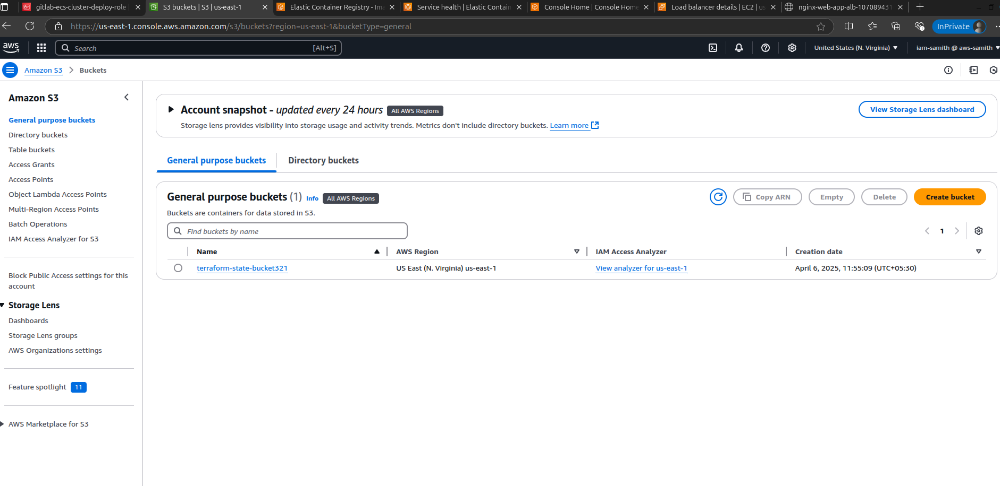 gitlab-ecs-cluster-deploy-role |
S3 buckets | S3 | us-east-1
Elastic Container Registry - Ima
Service health | Elastic Contain
Console Home | Console Home
Load balancer details | EC2 | us
nginx-web-app-alb-107089431
https://us-east-1.console.aws.amazon.com/s3/buckets?region=us-east-1&bucketType=general
InPrivate
aws
Search
[Alt+S]
United States (N. Virginia)
iam-samith @ aws-samith
Amazon S3
Buckets
Amazon S3
General purpose buckets
Directory buckets
Table buckets
Access Grants
Access Points
Object Lambda Access Points
Multi-Region Access Points
Batch Operations
IAM Access Analyzer for S3
Block Public Access settings for this
account
Storage Lens
Dashboards
Storage Lens groups
AWS Organizations settings
Feature spotlight 11
AWS Marketplace for S3
Account snapshot - updated every 24 hours All AWS Regions
View Storage Lens dashboard
Storage lens provides visibility into storage usage and activity trends. Metrics don't include directory buckets. Learn more
General purpose buckets
Directory buckets
General purpose buckets (1) Info All AWS Regions
Copy ARN
Empty
Delete
Create bucket
Buckets are containers for data stored in S3.
Find buckets by name
1
Name
AWS Region
IAM Access Analyzer
Creation date
terraform-state-bucket321
US East (N. Virginia) us-east-1
View analyzer for us-east-1
April 6, 2025, 11:55:09 (UTC+05:30)